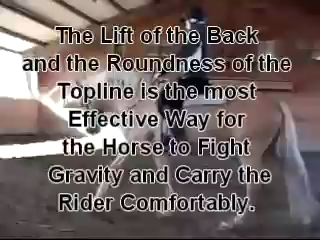 The Lift of the Back
and the Roundness of the
Topline is the most
Effective Way for
the Horse to Fight
Gravity and Carry the
Rider Comfortably.